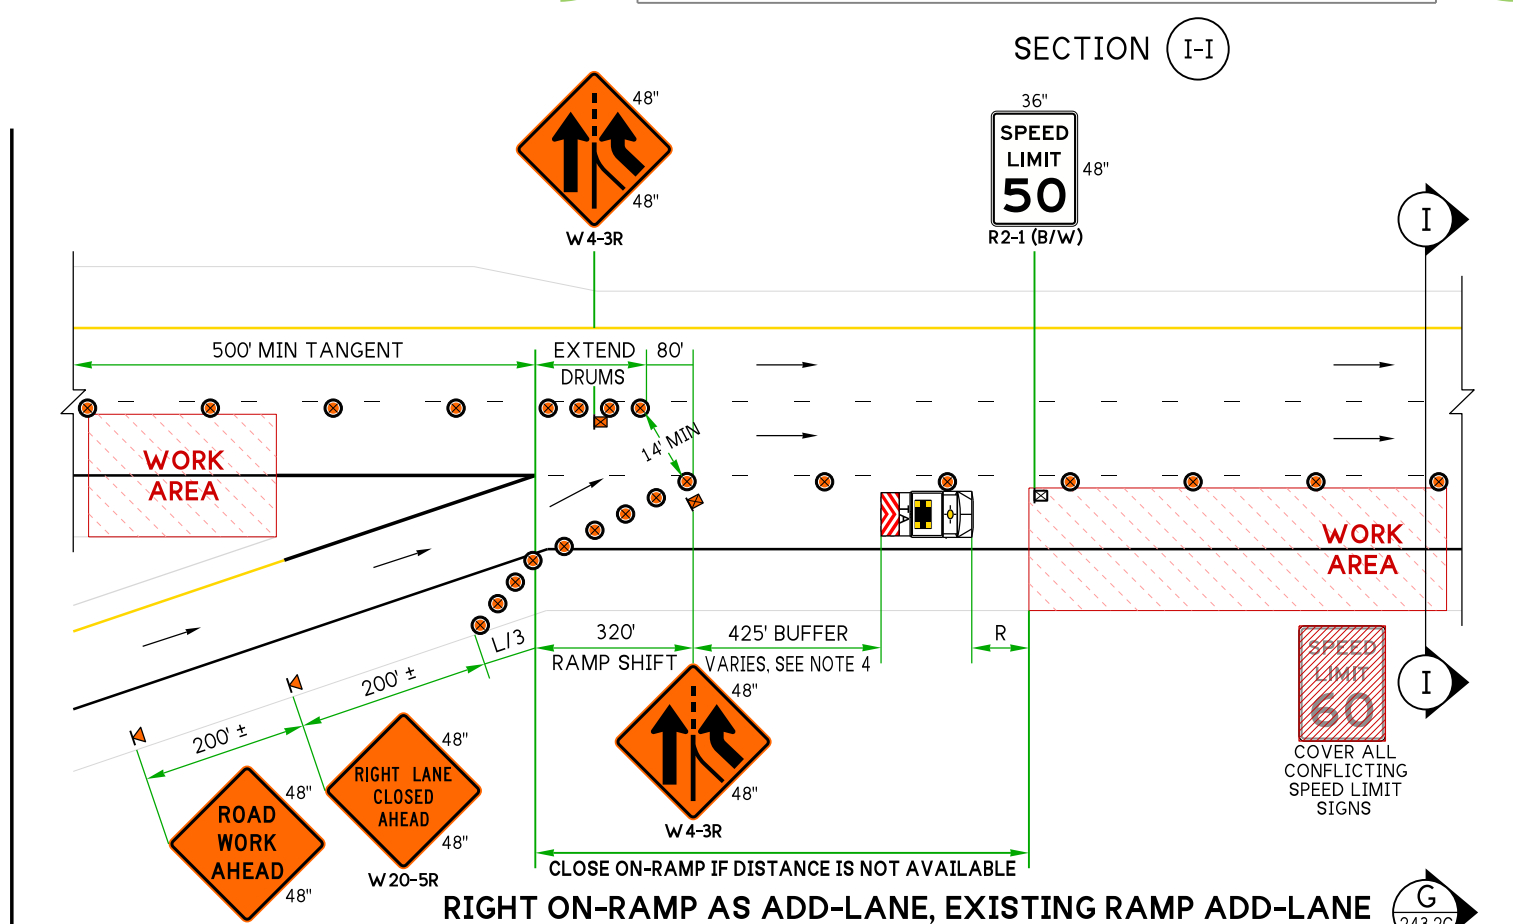 SECTION I-I
48"
48"
W4-3R
36"
SPEED
LIMIT
50
48"
R2-1 (B/W)
I
500' MIN TANGENT
EXTEND
DRUMS
80'
14' MIN
WORK
AREA
TA
WORK
AREA
L/3
320'
RAMP SHIFT
425' BUFFER
VARIES, SEE NOTE 4
R
200' ±
200' ±
SPEED
LIMIT
60
I
COVER ALL
CONFLICTING
SPEED LIMIT
SIGNS
ROAD
WORK
AHEAD
48"
48"
RIGHT LANE
CLOSED
AHEAD
48"
48"
W20-5R
48"
48"
W4-3R
CLOSE ON-RAMP IF DISTANCE IS NOT AVAILABLE
RIGHT ON-RAMP AS ADD-LANE, EXISTING RAMP ADD-LANE
G